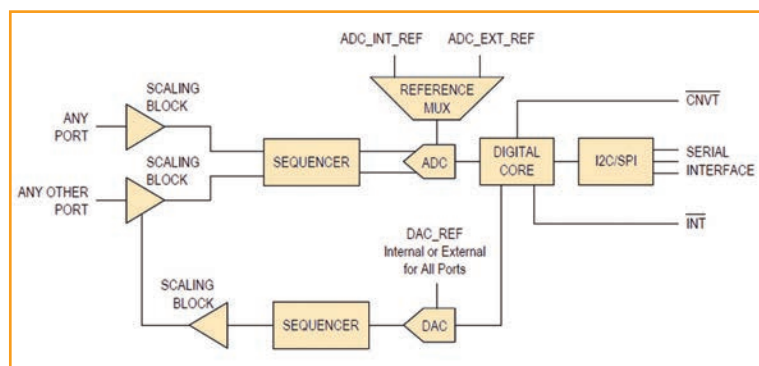 ADC_INT_REF
ADC_EXT_REF
SCALING
BLOCK
REFERENCE
MUX
ANY
PORT
CNVT
SCALING
BLOCK
SEQUENCER
ADC
DIGITAL
CORE
I2C/SPI
SERIAL
INTERFACE
ANY OTHER
PORT
INT
DAC_REF
Internal or External
for All Ports
SCALING
BLOCK
SEQUENCER
DAC